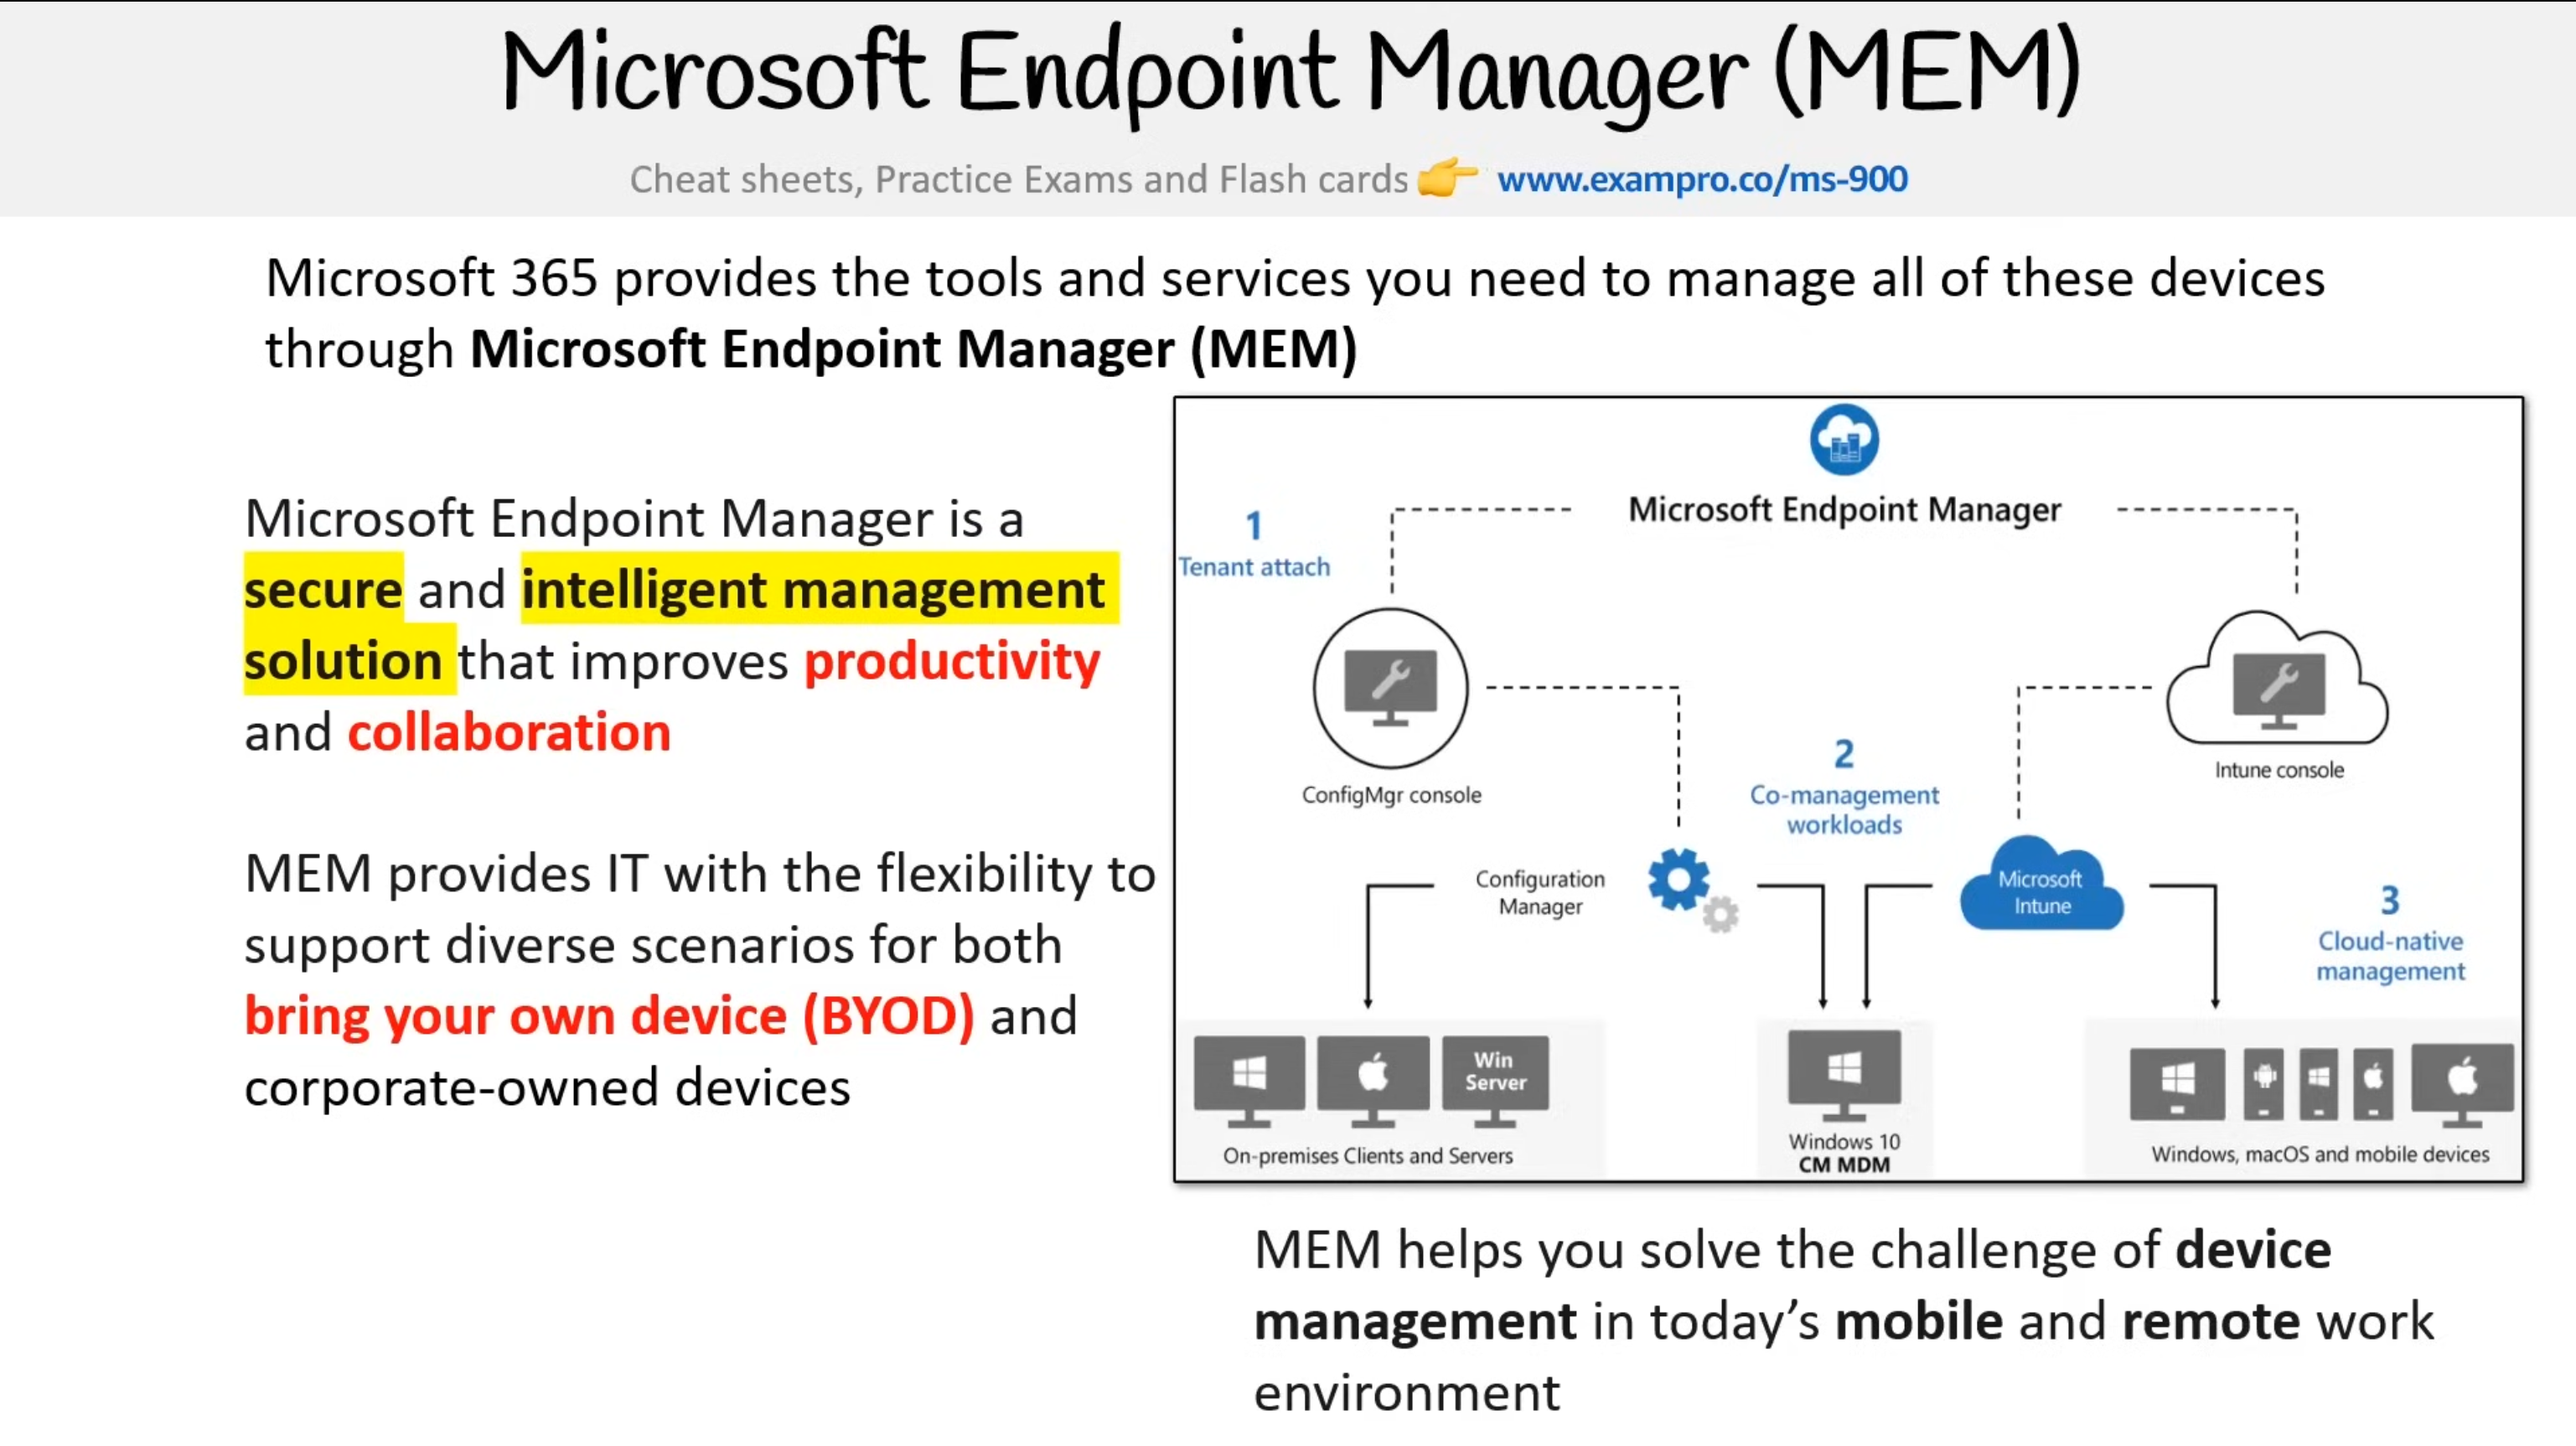 Microsoft Endpoint Manager (MEM)
Cheat sheets, Practice Exams and Flash cards 👉 www.exampro.co/ms-900
Microsoft 365 provides the tools and services you need to manage all of these devices
through Microsoft Endpoint Manager (MEM)
Microsoft Endpoint Manager is a
secure and intelligent management
solution that improves productivity
and collaboration
MEM provides IT with the flexibility to
support diverse scenarios for both
bring your own device (BYOD) and
corporate-owned devices
Microsoft Endpoint Manager
1
Tenant attach
ConfigMgr console
Intune console
2
Co-management
workloads
Configuration
Manager
Microsoft
Intune
3
Cloud-native
management
Win
Server
On-premises Clients and Servers
Windows 10
CM MDM
Windows, macOS and mobile devices
MEM helps you solve the challenge of device
management in today’s mobile and remote work
environment